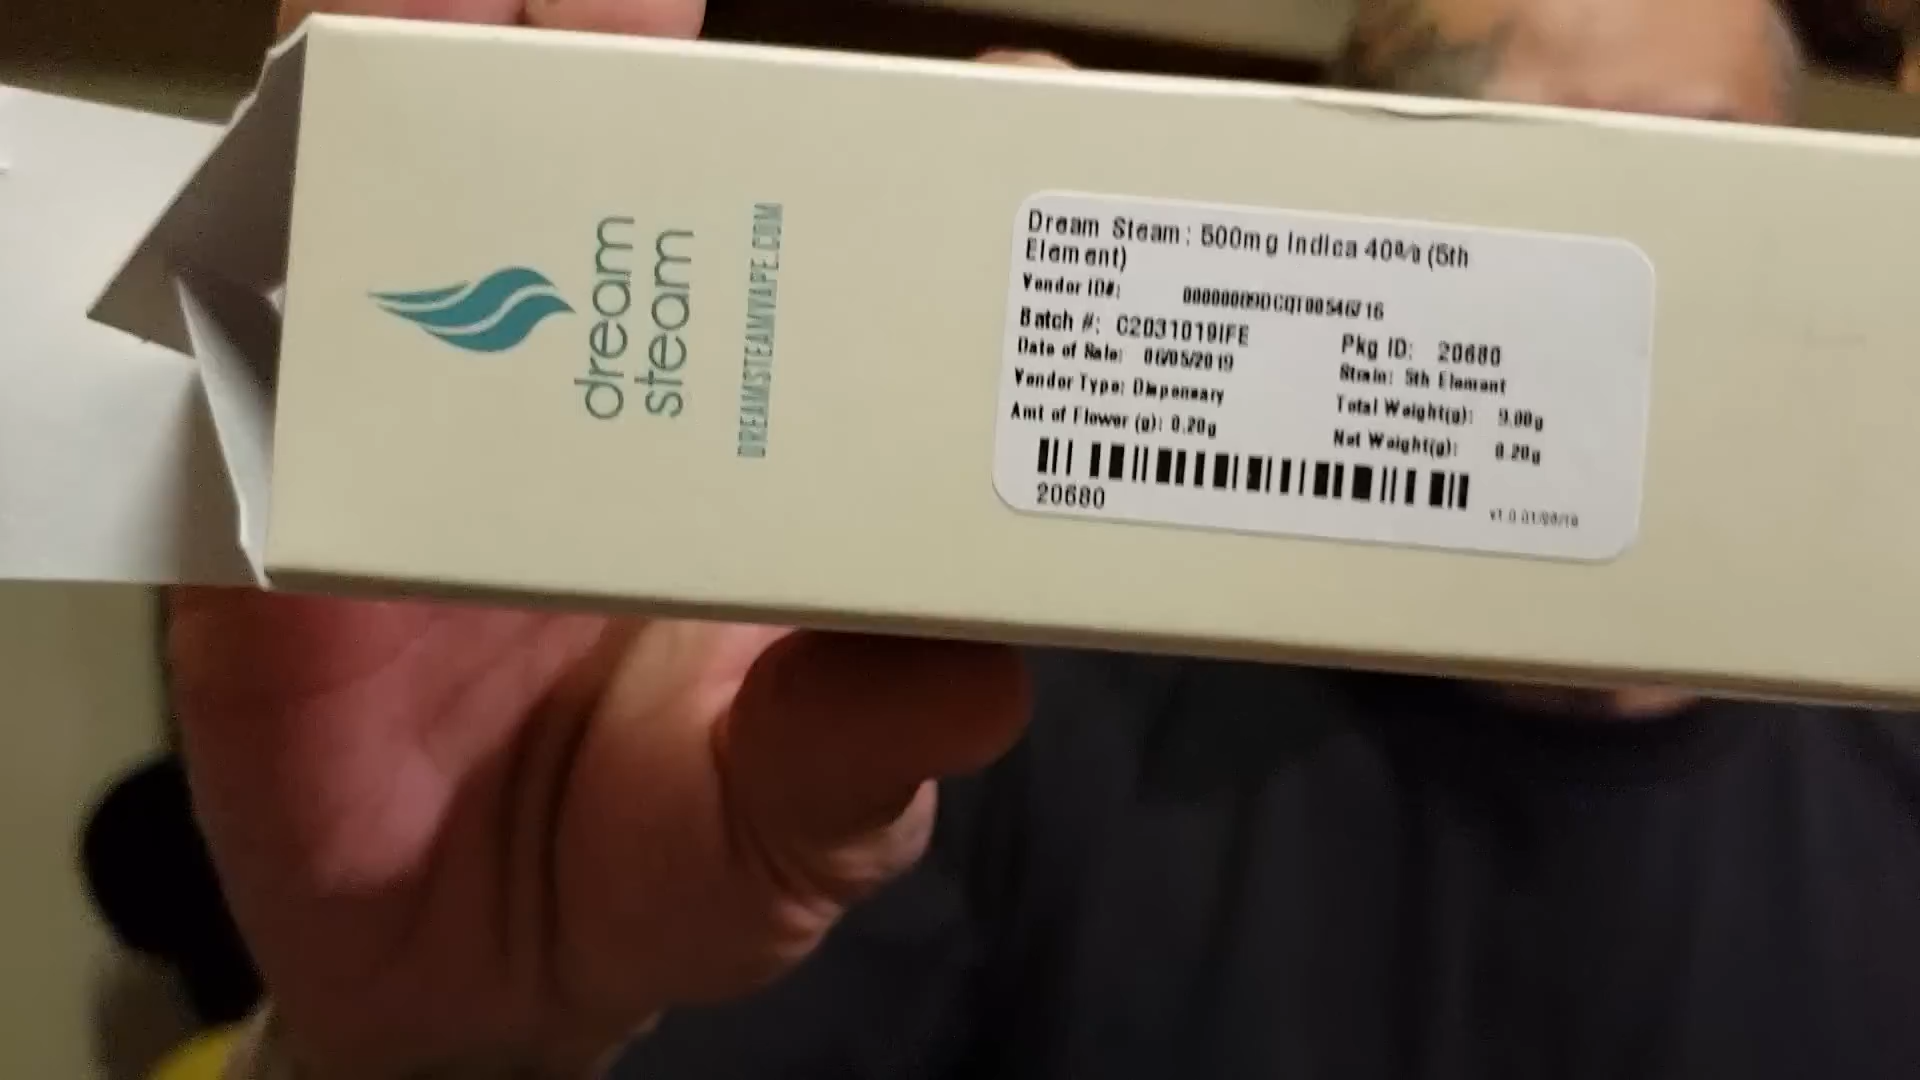 dream
steam
DREAMSTEAMVAPE.COM
Dream Steam: 500mg Indica 40% (5th
Element)
Vendor ID#:
Batch #: C2031019IFE
Pkg ID: 20680
Date of Sale: 06/05/2019
Strain: 5th Element
Vendor Type: Dispensary
Total Weight(g): 9.00g
Amt of Flower (g): 0.20g
Net Weight(g): 0.20g
20680